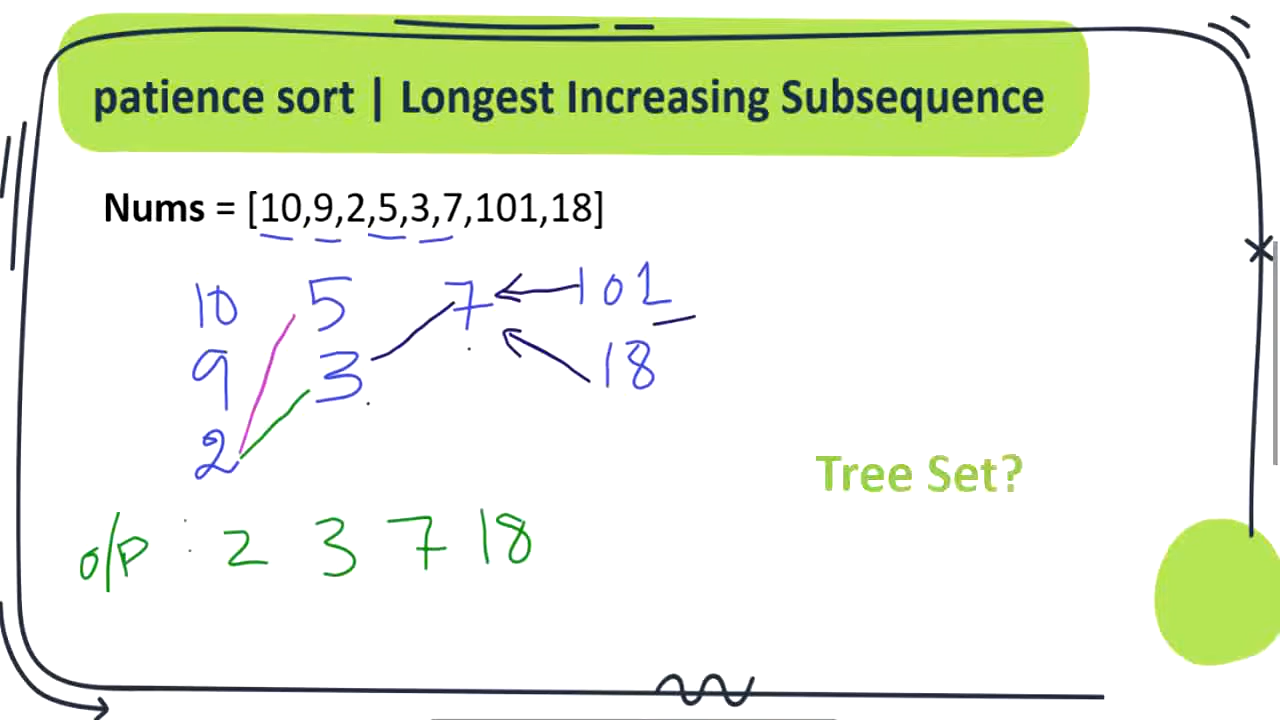 patience sort | Longest Increasing Subsequence
Nums = [10,9,2,5,3,7,101,18]
10 5 7 101
9 3 18
2
Tree Set?
o/p : 2 3 7 18